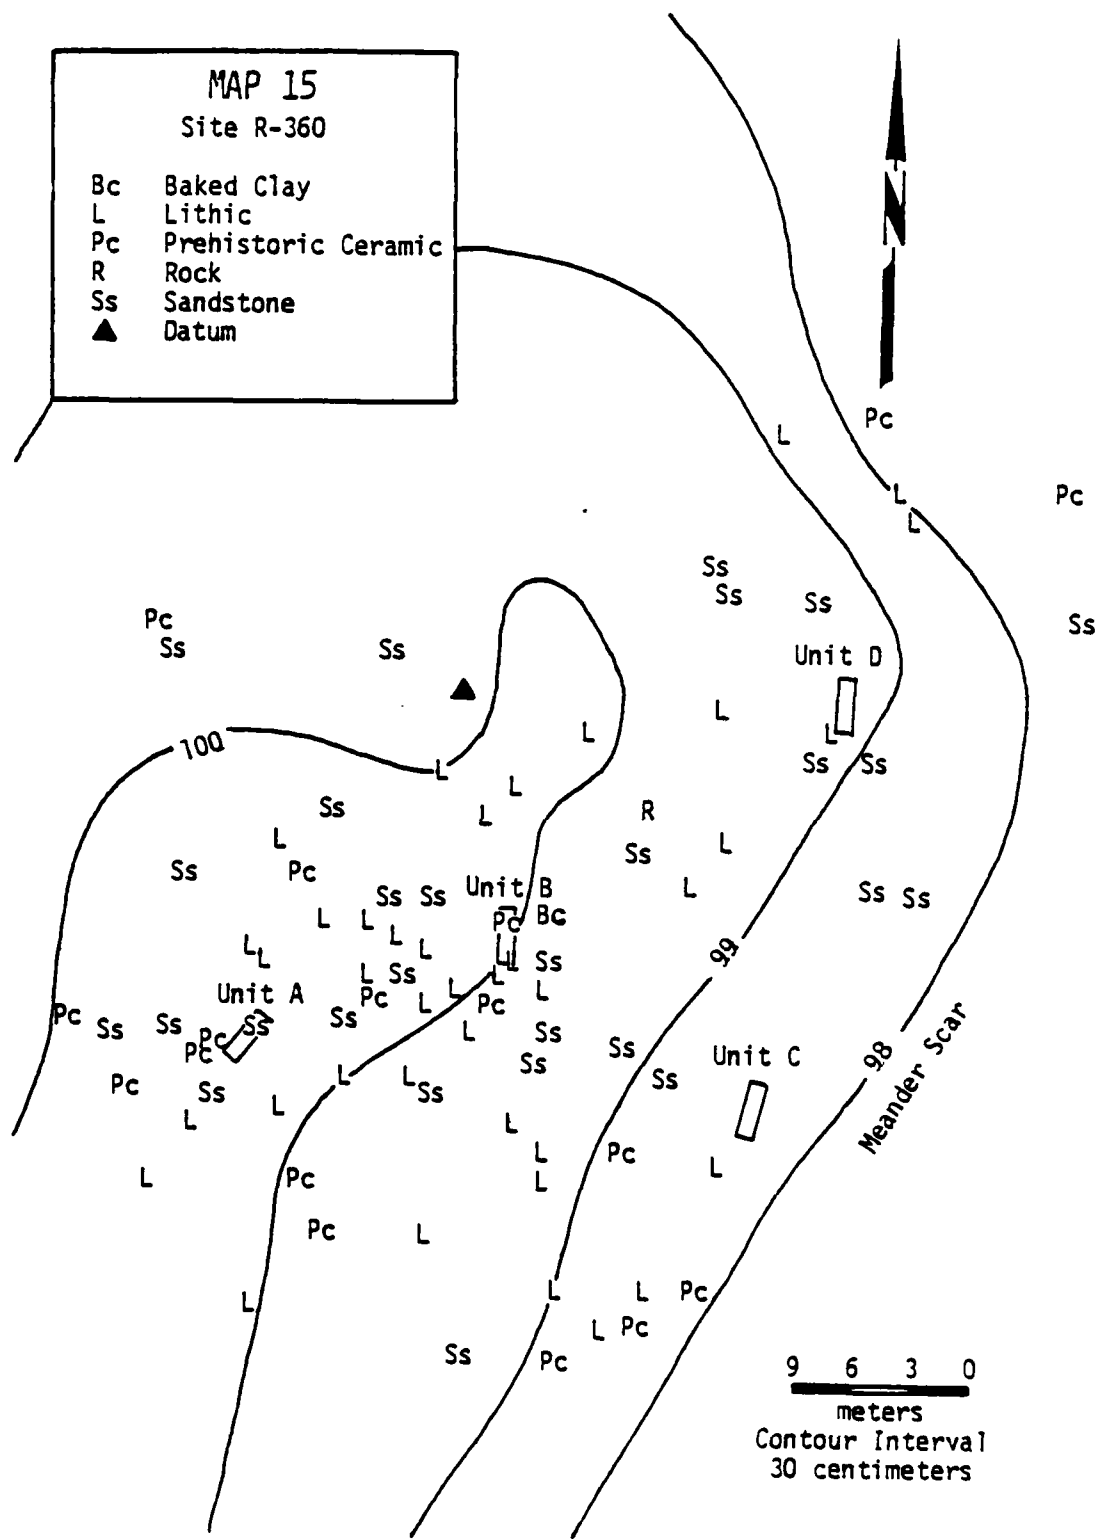 MAP 15
Site R-360
Bc Baked Clay
L Lithic
Pc Prehistoric Ceramic
R Rock
Ss Sandstone
▲ Datum
N
Pc
L
L
Pc
L
Ss
Ss
Ss
Pc
Ss
Ss
Ss
Unit D
L
L
L
100
Ss
Ss
L
L
Ss
L
R
L
L
Ss
Ss
Pc
Unit B
L
Ss
Ss
Ss
Ss
L
L
Pc
Bc
L
L
L
99
L
L
Ss
Ss
L
L
L
Unit A
Pc
L
L
Pc
L
Pc
Ss
Ss
Ss
Ss
L
Ss
98
Meander Scar
Pc
Pc
Ss
Unit C
Ss
L
L
Ss
Ss
Pc
Ss
L
L
L
L
Pc
L
L
L
Pc
Pc
L
L
L
L
Pc
L
Pc
Ss
Pc
9 6 3 0
meters
Contour Interval
30 centimeters